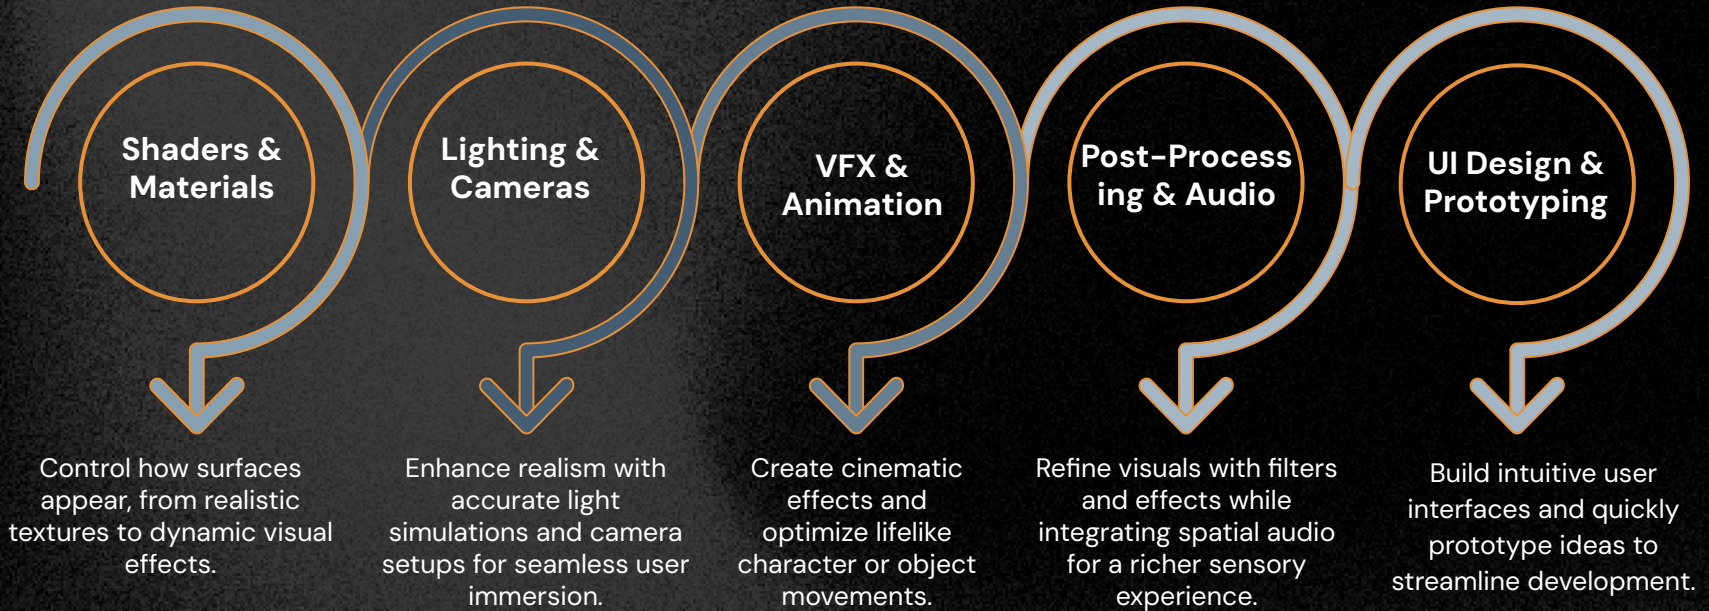 Shaders &
Materials
Control how surfaces
appear, from realistic
textures to dynamic visual
effects.
Lighting &
Cameras
Enhance realism with
accurate light
simulations and camera
setups for seamless user
immersion.
VFX &
Animation
Create cinematic
effects and
optimize lifelike
character or object
movements.
Post-Process
ing & Audio
Refine visuals with filters
and effects while
integrating spatial audio
for a richer sensory
experience.
UI Design &
Prototyping
Build intuitive user
interfaces and quickly
prototype ideas to
streamline development.